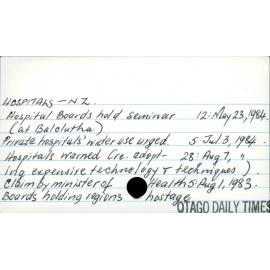 HOSPITALS - N.Z.
Hospital Boards hold seminar 12: May 23, 1984.
(at Balclutha)
Private hospitals' wider use urged. 5: Jul 3, 1984.
Hospitals warned (re. adopt- 28: Aug. 7, "
ing expensive technology & techniques)
Claim by minister of Health 5: Aug 1, 1983.
Boards holding regions hostage
OTAGO DAILY TIMES